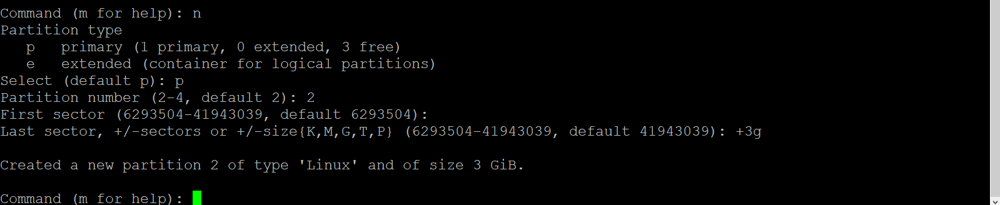 Command (m for help): n
Partition type
   p   primary (1 primary, 0 extended, 3 free)
   e   extended (container for logical partitions)
Select (default p): p
Partition number (2-4, default 2): 2
First sector (6293504-41943039, default 6293504):
Last sector, +/-sectors or +/-size{K,M,G,T,P} (6293504-41943039, default 41943039): +3g
Created a new partition 2 of type 'Linux' and of size 3 GiB.
Command (m for help):